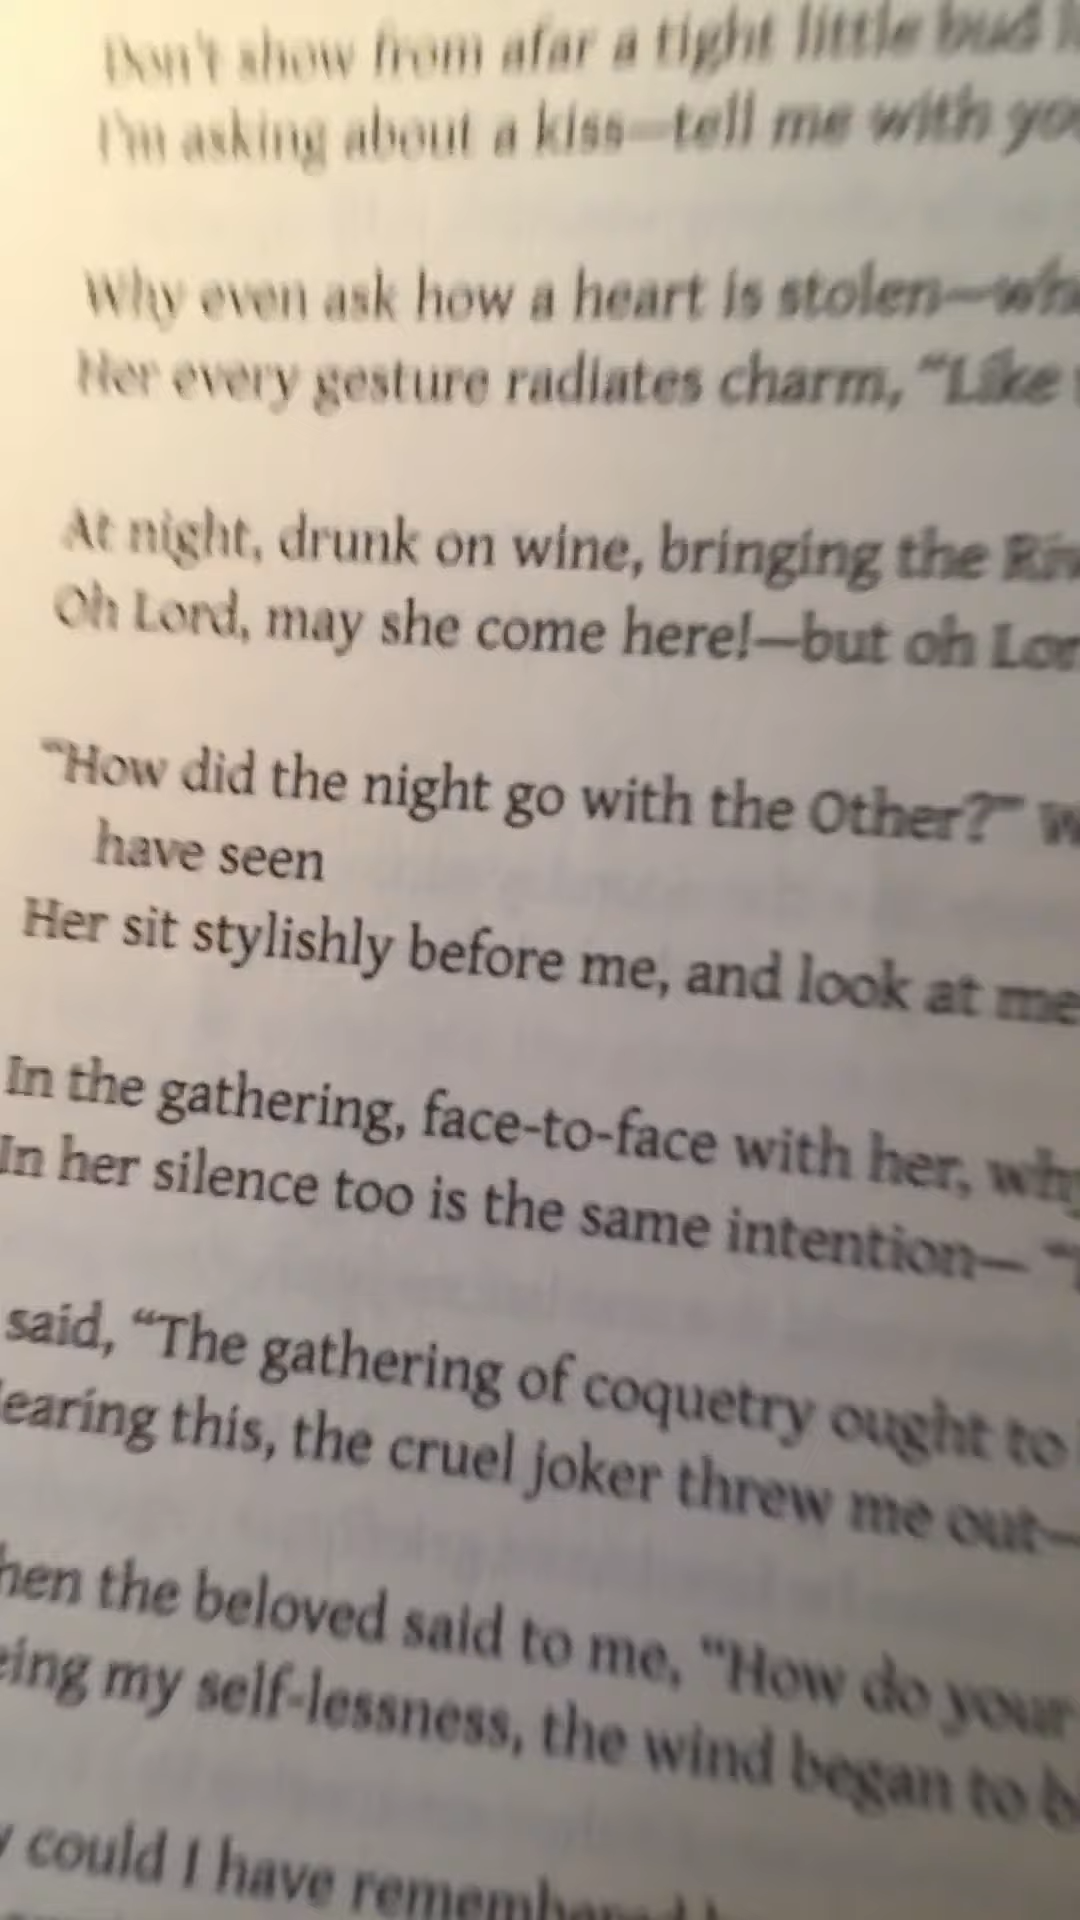 Don't show from afar a tight little bud
I'm asking about a kiss—tell me with
Why even ask how a heart is stolen—
Her every gesture radiates charm, “Like
At night, drunk on wine, bringing the
Oh Lord, may she come here!—but oh
“How did the night go with the Other?”
have seen
Her sit stylishly before me, and look at me
In the gathering, face-to-face with her,
In her silence too is the same intention—
said, “The gathering of coquetry ought to
this, the cruel joker threw me out—
the beloved said to me, “How do your
my self-lessness, the wind began to
could I have remembered